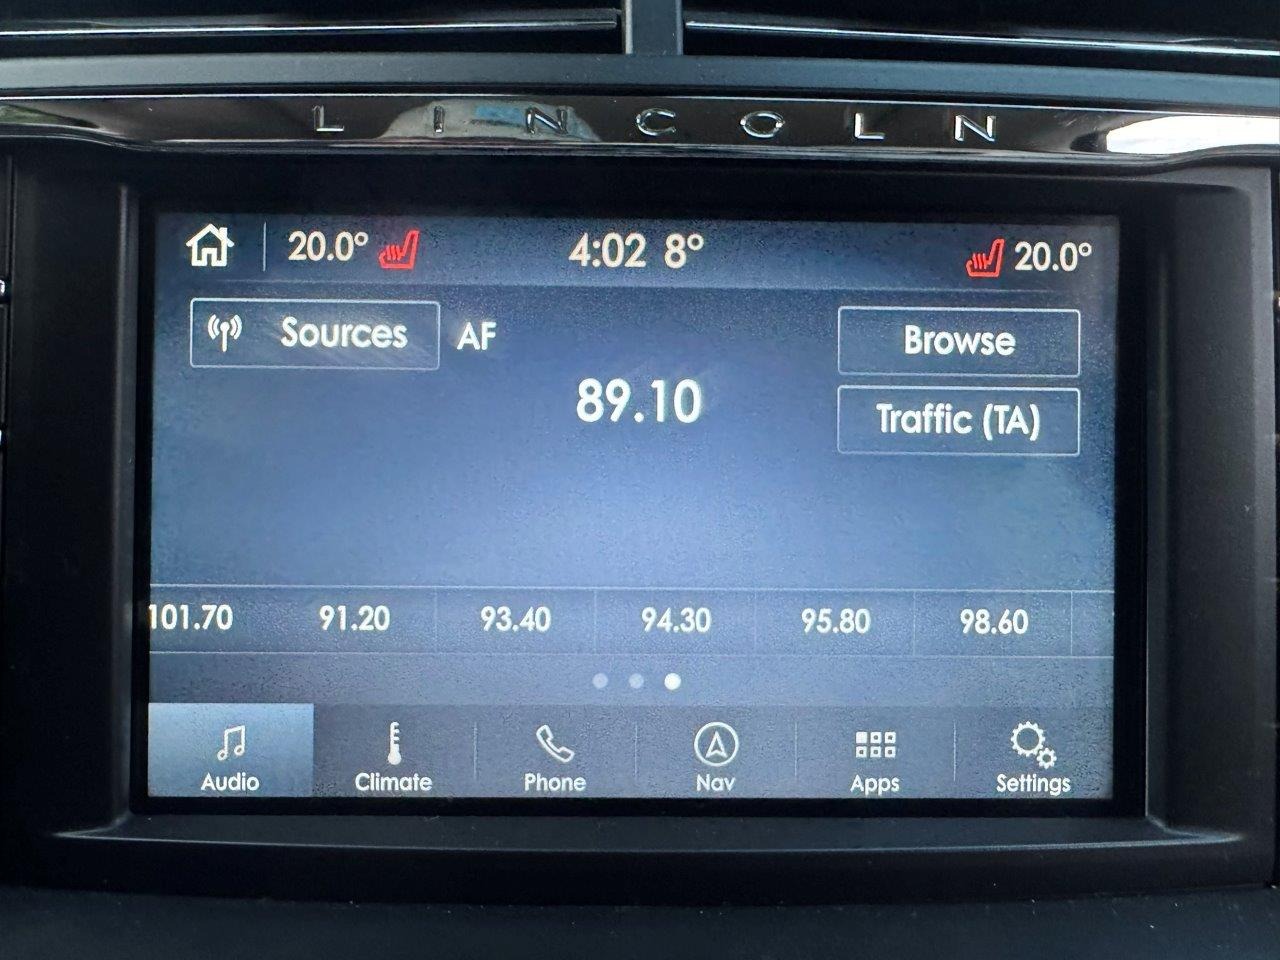 LINCOLN
20.0° 4:02 8° 20.0°
Sources AF Browse
89.10
Traffic (TA)
101.70 91.20 93.40 94.30 95.80 98.60
Audio Climate Phone Nav Apps Settings